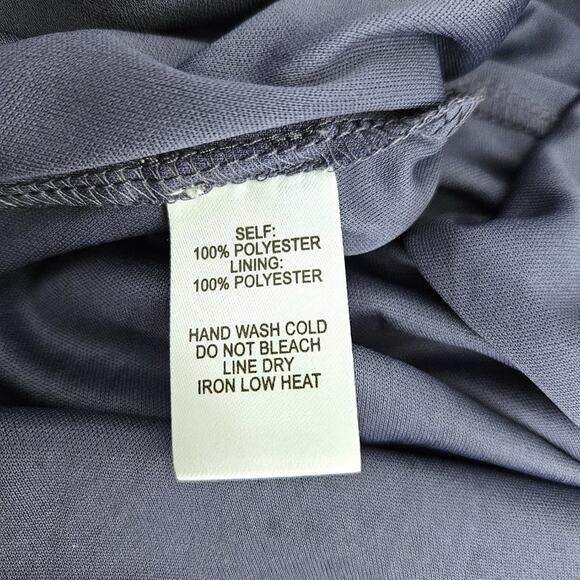 SELF:
100% POLYESTER
LINING:
100% POLYESTER
HAND WASH COLD
DO NOT BLEACH
LINE DRY
IRON LOW HEAT